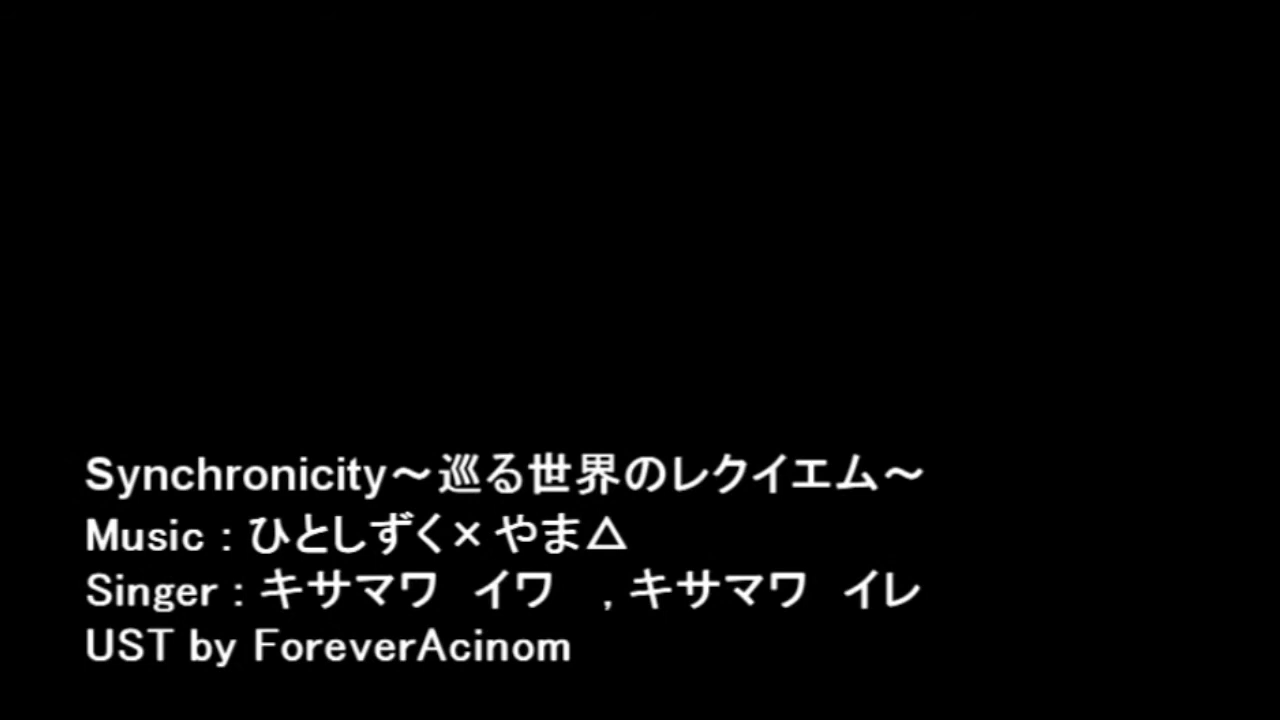 Synchronicity～巡る世界のレクイエム～
Music : ひとしずく× やま△
Singer : キサマワ　イワ　, キサマワ　イレ
UST by ForeverAcinom